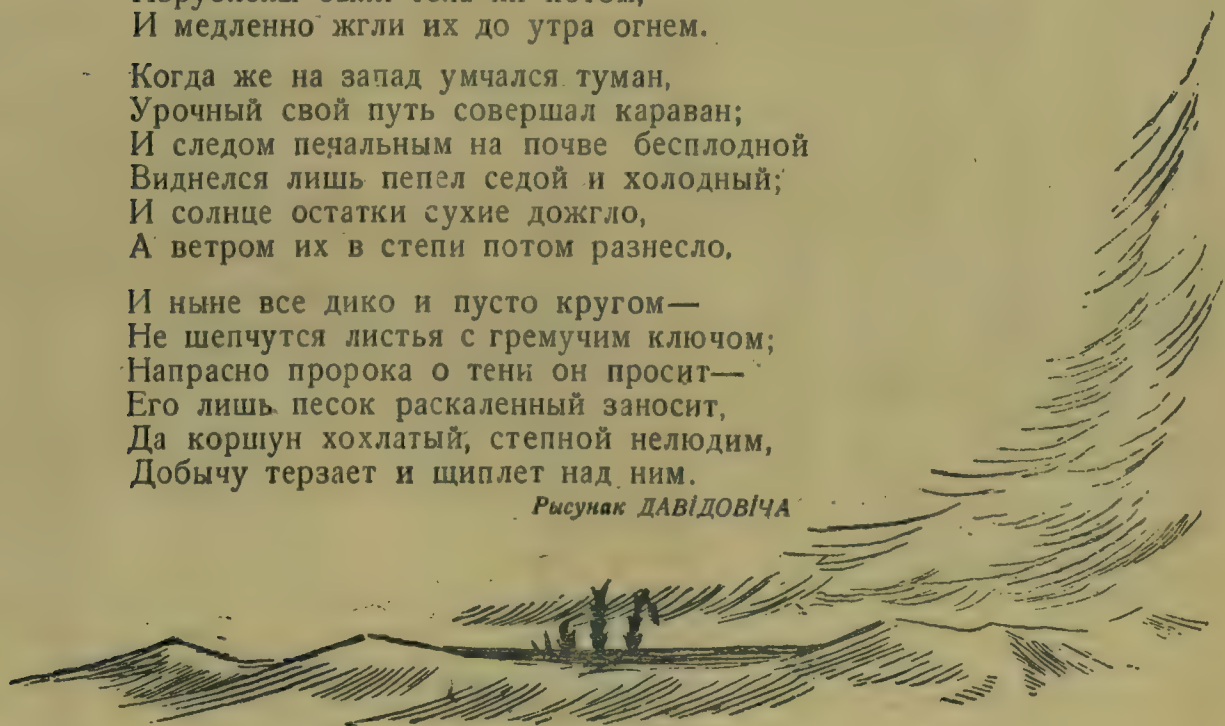 И медленно жгли их до утра огнем.
Когда же на запад умчался туман,
Урочный свой путь совершал караван;
И следом печальным на почве бесплодной
Виднелся лишь пепел седой и холодный;
И солнце остатки сухие дожгло,
А ветром их в степи потом разнесло.
И ныне все дико и пусто кругом—
Не шепчутся листья с гремучим ключом;
Напрасно пророка о тени он просит—
Его лишь песок раскаленный заносит,
Да коршун хохлатый, степной нелюдим,
Добычу терзает и щиплет над ним.
Рысунак ДАВІДОВІЧА